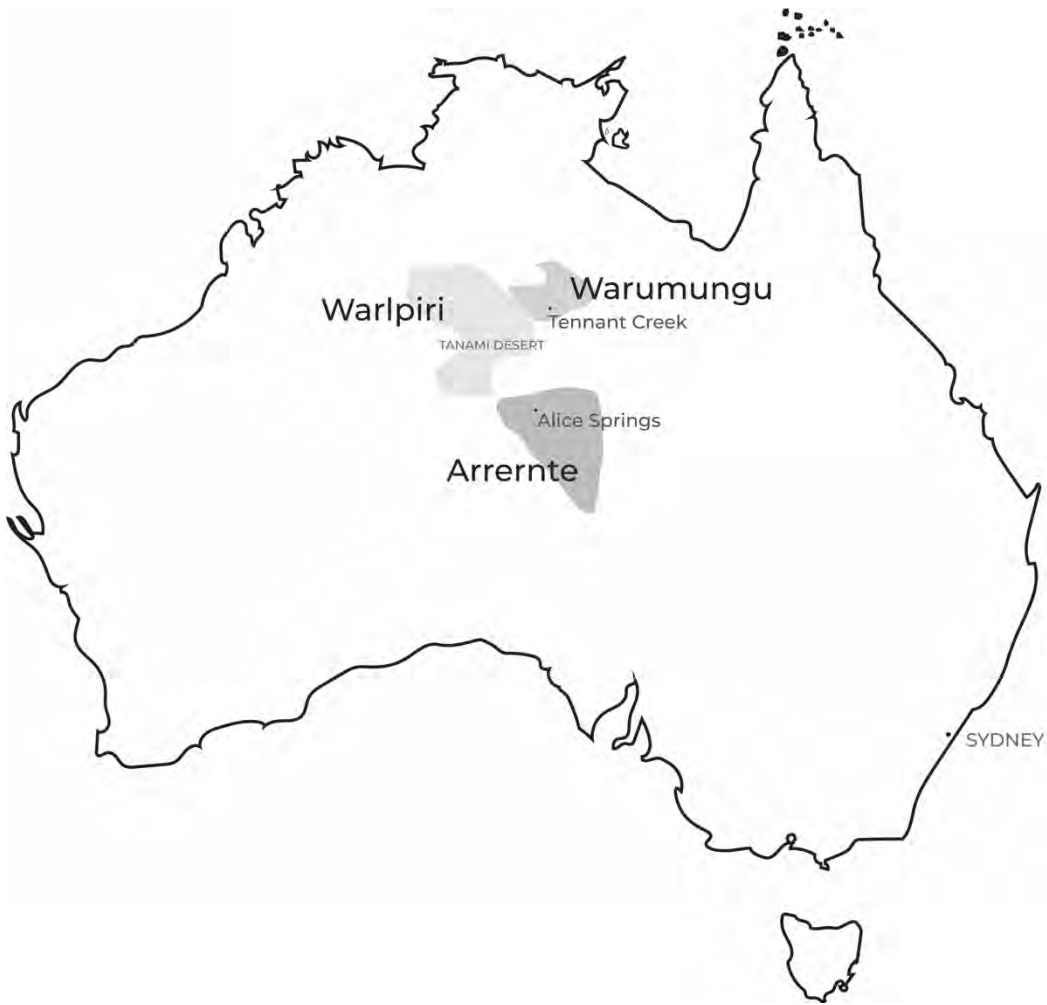 Warumungu
Warlpiri
Tennant Creek
TANAMI DESERT
Alice Springs
Arrernte
SYDNEY